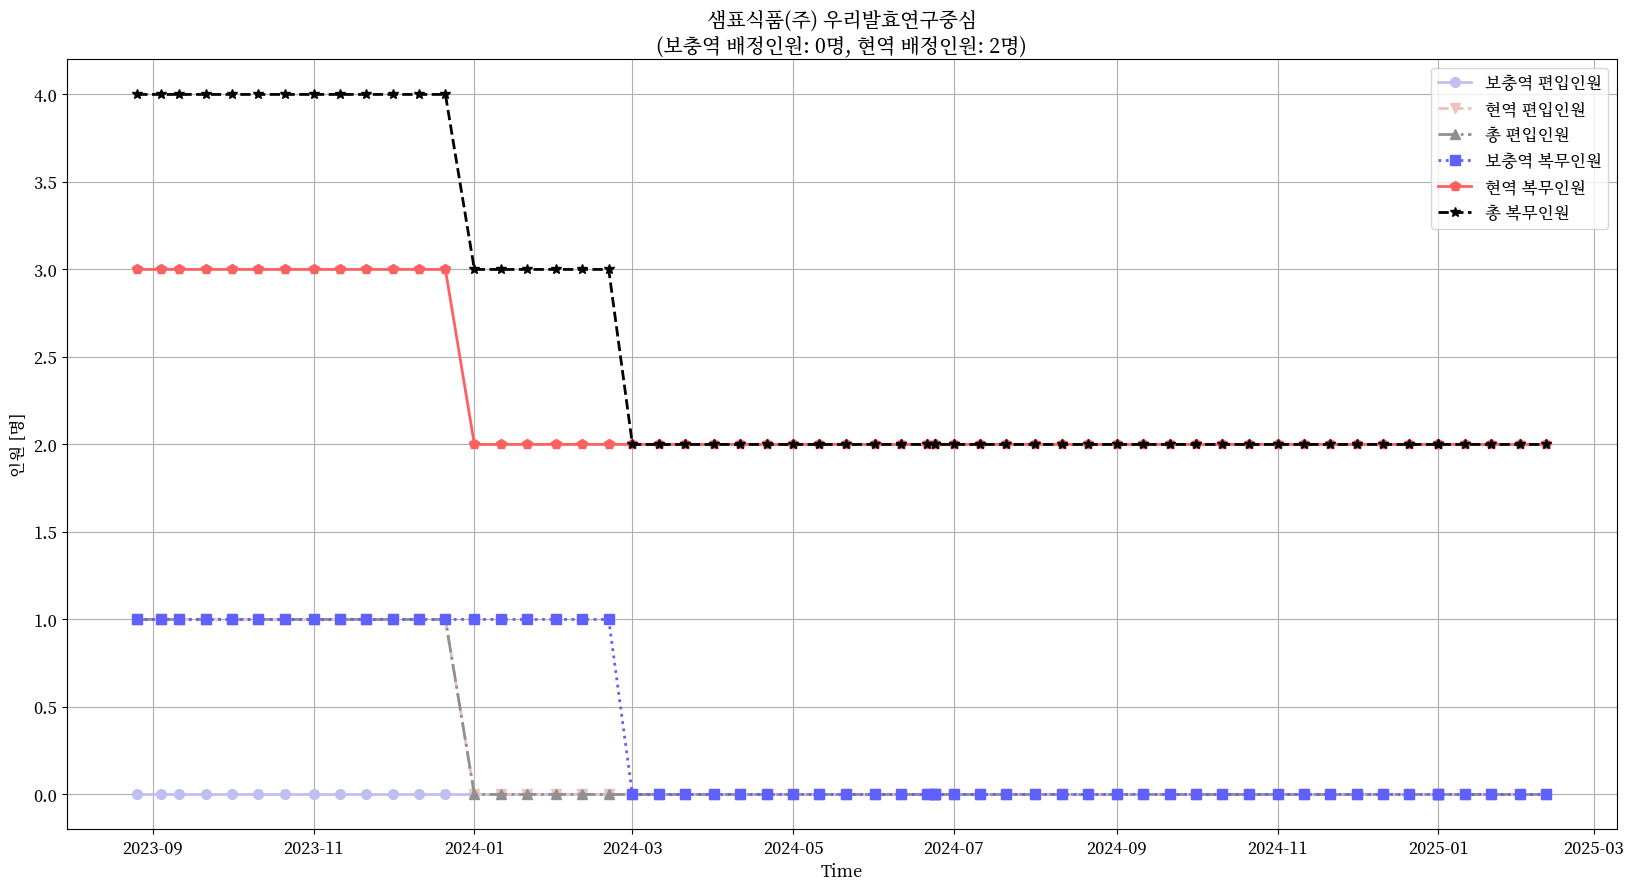 샘표식품(주) 우리발효연구중심
(보충역 배정인원: 0명, 현역 배정인원: 2명)
보충역 편입인원
현역 편입인원
총 편입인원
보충역 복무인원
현역 복무인원
총 복무인원
인원 [명]
4.0
3.5
3.0
2.5
2.0
1.5
1.0
0.5
0.0
2023-09 2023-11 2024-01 2024-03 2024-05 2024-07 2024-09 2024-11 2025-01 2025-03
Time